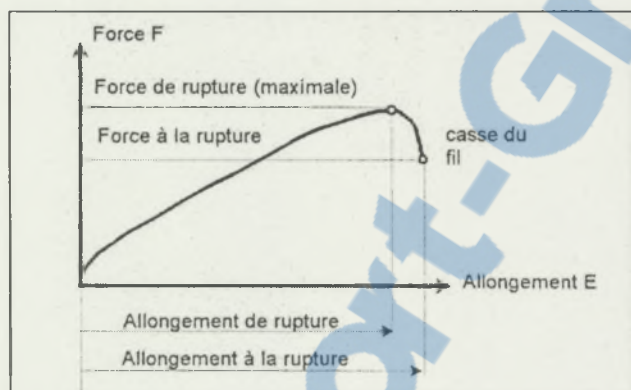 Force F
Force de rupture (maximale)
Force à la rupture
casse du
fil
Allongement E
Allongement de rupture
Allongement à la rupture